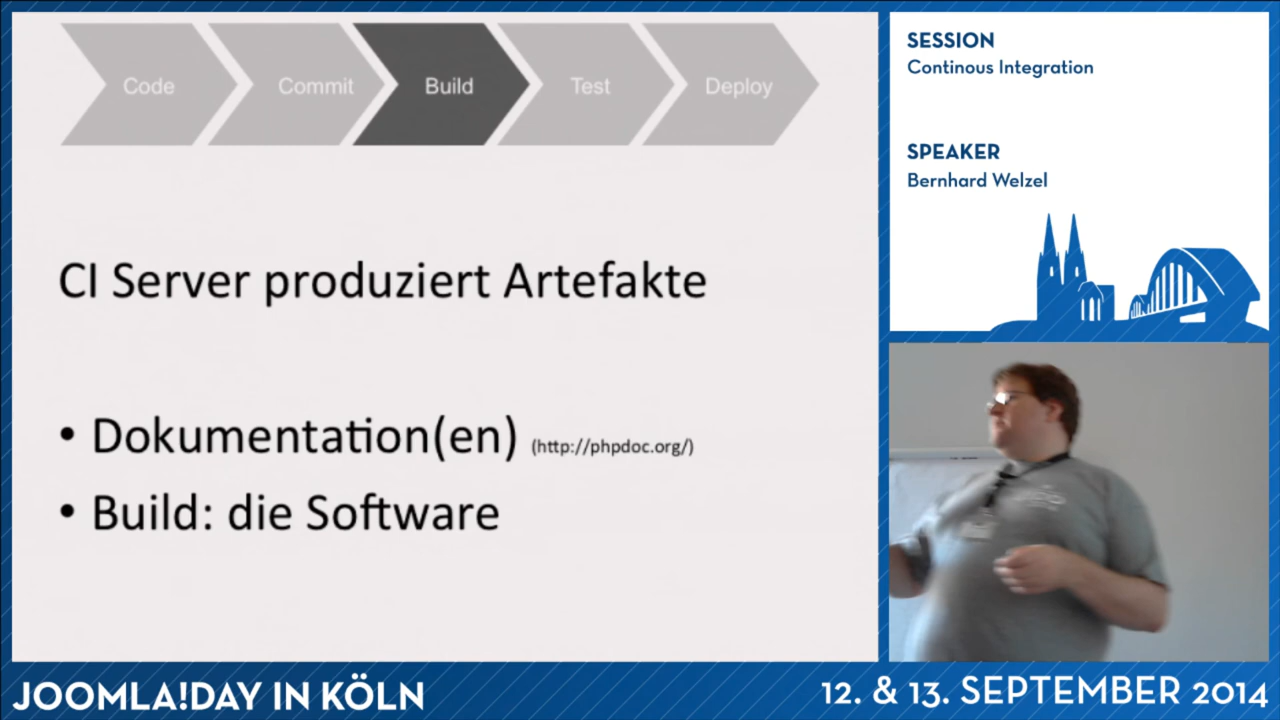 Code
Commit
Build
Test
Deploy
CI Server produziert Artefakte
• Dokumentation(en) (http://phpdoc.org/)
• Build: die Software
SESSION
Continous Integration
SPEAKER
Bernhard Welzel
JOOMLA!DAY IN KÖLN
12. & 13. SEPTEMBER 2014